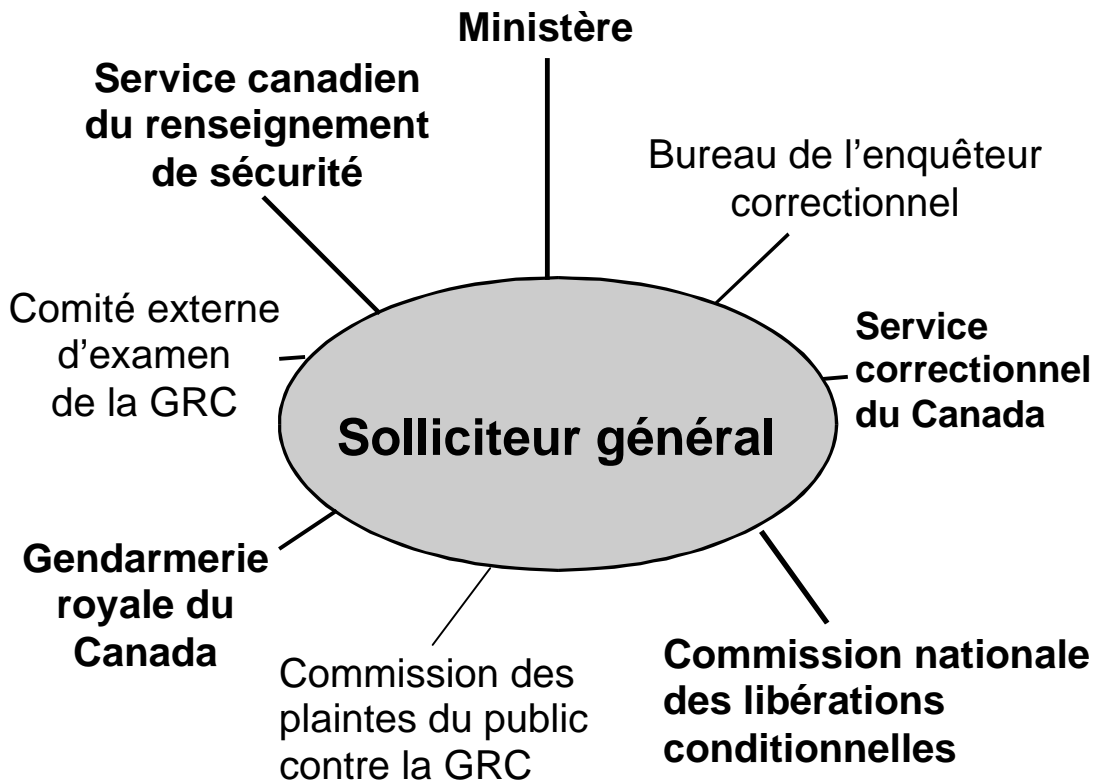 Ministère
Service canadien
du renseignement
de sécurité
Bureau de l’enquêteur
correctionnel
Comité externe
d’examen
de la GRC
Service
correctionnel
du Canada
Solliciteur général
Gendarmerie
royale du
Canada
Commission des
plaintes du public
contre la GRC
Commission nationale
des libérations
conditionnelles